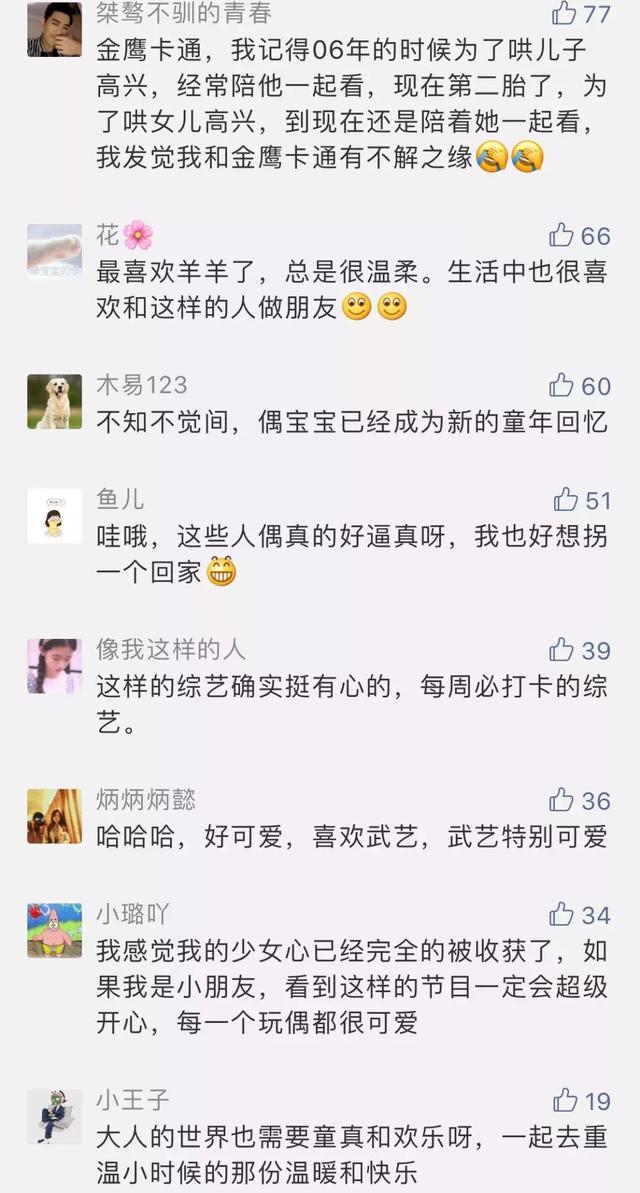 桀骜不驯的青春 77
金鹰卡通，我记得06年的时候为了哄儿子
高兴，经常陪他一起看，现在第二胎了，为
了哄女儿高兴，到现在还是陪着她一起看，
我发觉我和金鹰卡通有不解之缘🤦🤦
花🌸 66
最喜欢羊羊了，总是很温柔。生活中也很喜
欢和这样的人做朋友🙂🙂
木易123 60
不知不觉间，偶宝宝已经成为新的童年回忆
鱼儿 51
哇哦，这些人偶真的好逼真呀，我也好想拐
一个回家😁
像我这样的人 39
这样的综艺确实挺有心的，每周必打卡的综
艺。
炳炳炳懿 36
哈哈哈，好可爱，喜欢武艺，武艺特别可爱
小璐吖 34
我感觉我的少女心已经完全的被收获了，如
果我是小朋友，看到这样的节目一定会超级
开心，每一个玩偶都很可爱
小王子 19
大人的世界也需要童真和欢乐呀，一起去重
温小时候的那份温暖和快乐